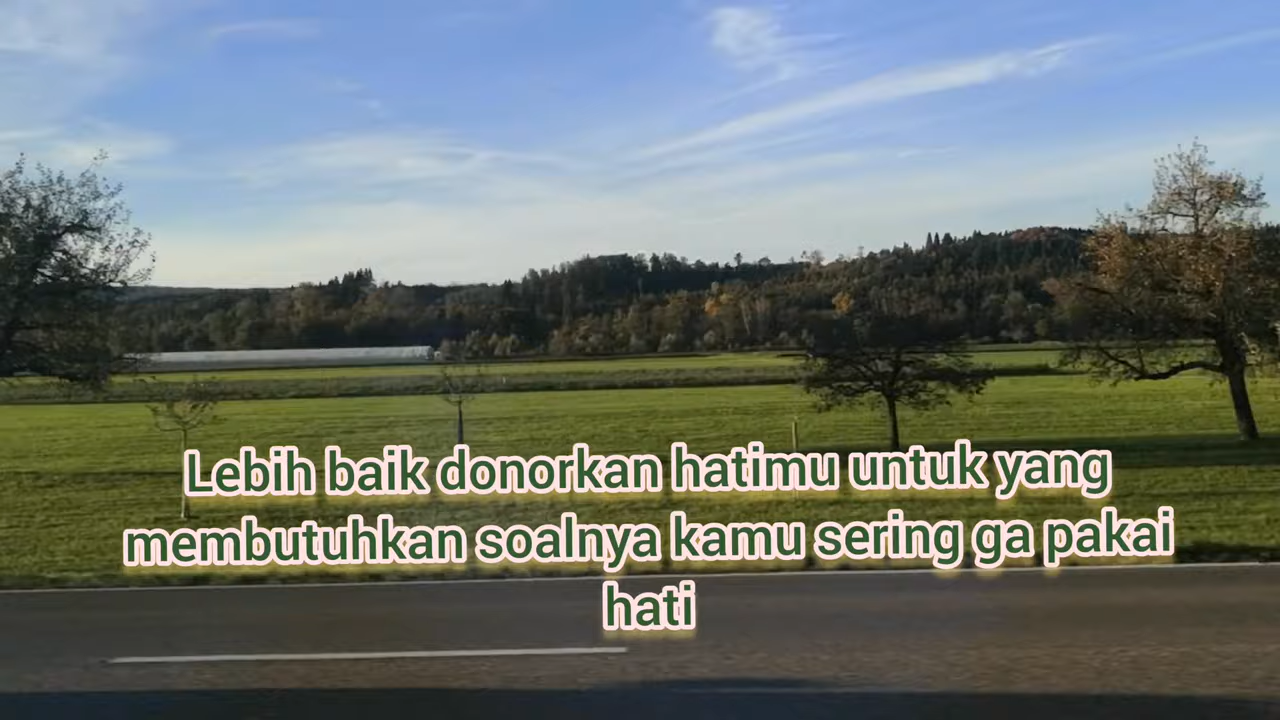 Lebih baik donorkan hatimu untuk yang
membutuhkan soalnya kamu sering ga pakai
hati